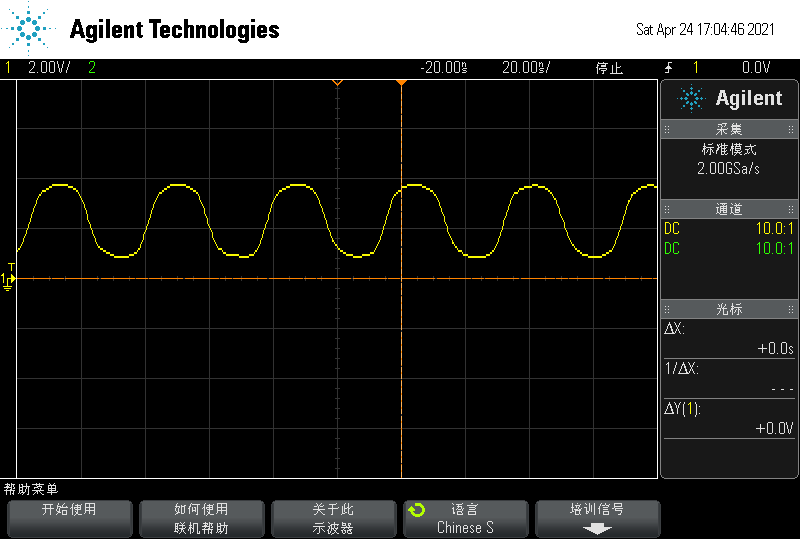 Agilent Technologies
Sat Apr 24 17:04:46 2021
1 2.00V/ 2 -20.00ns 20.00ns/ 停止 1 0.0V
Agilent
采集
标准模式
2.00GSa/s
通道
DC 10.0:1
DC 10.0:1
T
1
光标
ΔX:
+0.0s
1/ΔX:
---
ΔY(1):
+0.0V
帮助菜单
开始使用
如何使用
联机帮助
关于此
示波器
语言
Chinese S
培训信号